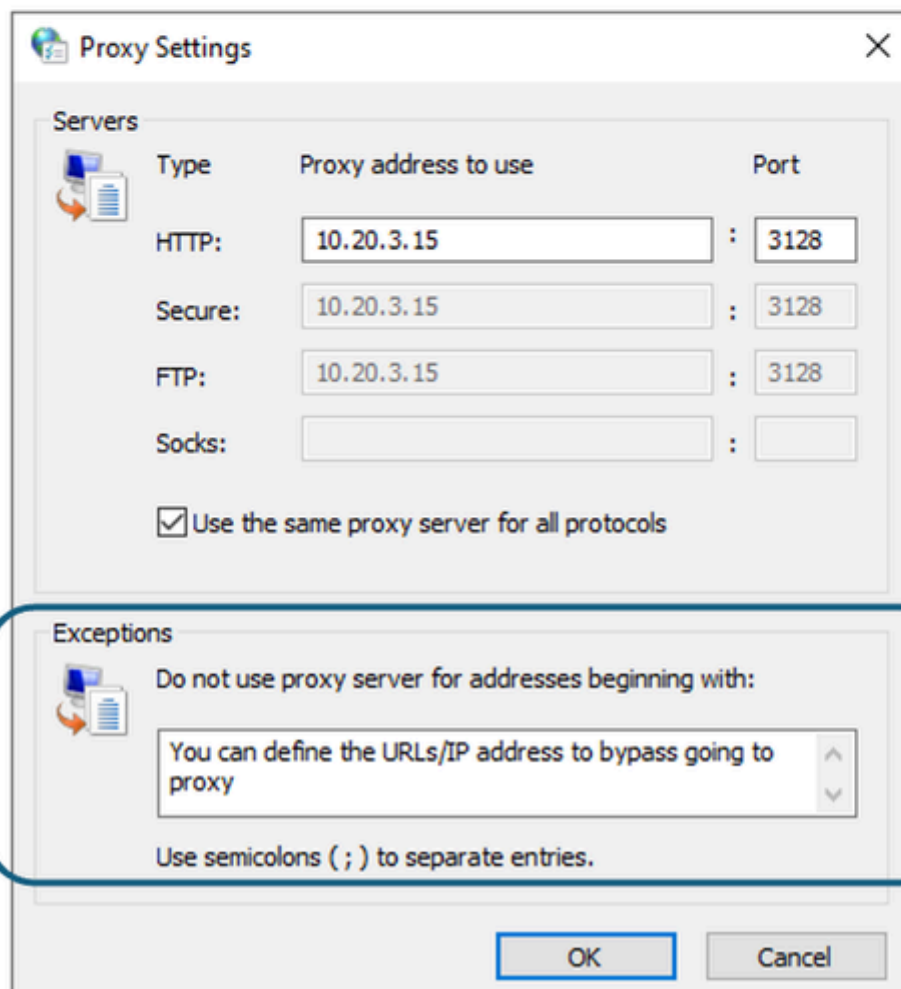 Proxy Settings
Servers
Type Proxy address to use Port
HTTP: 10.20.3.15 : 3128
Secure: 10.20.3.15 : 3128
FTP: 10.20.3.15 : 3128
Socks: :
Use the same proxy server for all protocols
Exceptions
Do not use proxy server for addresses beginning with:
You can define the URLs/IP address to bypass going to
proxy
Use semicolons ( ; ) to separate entries.
OK Cancel